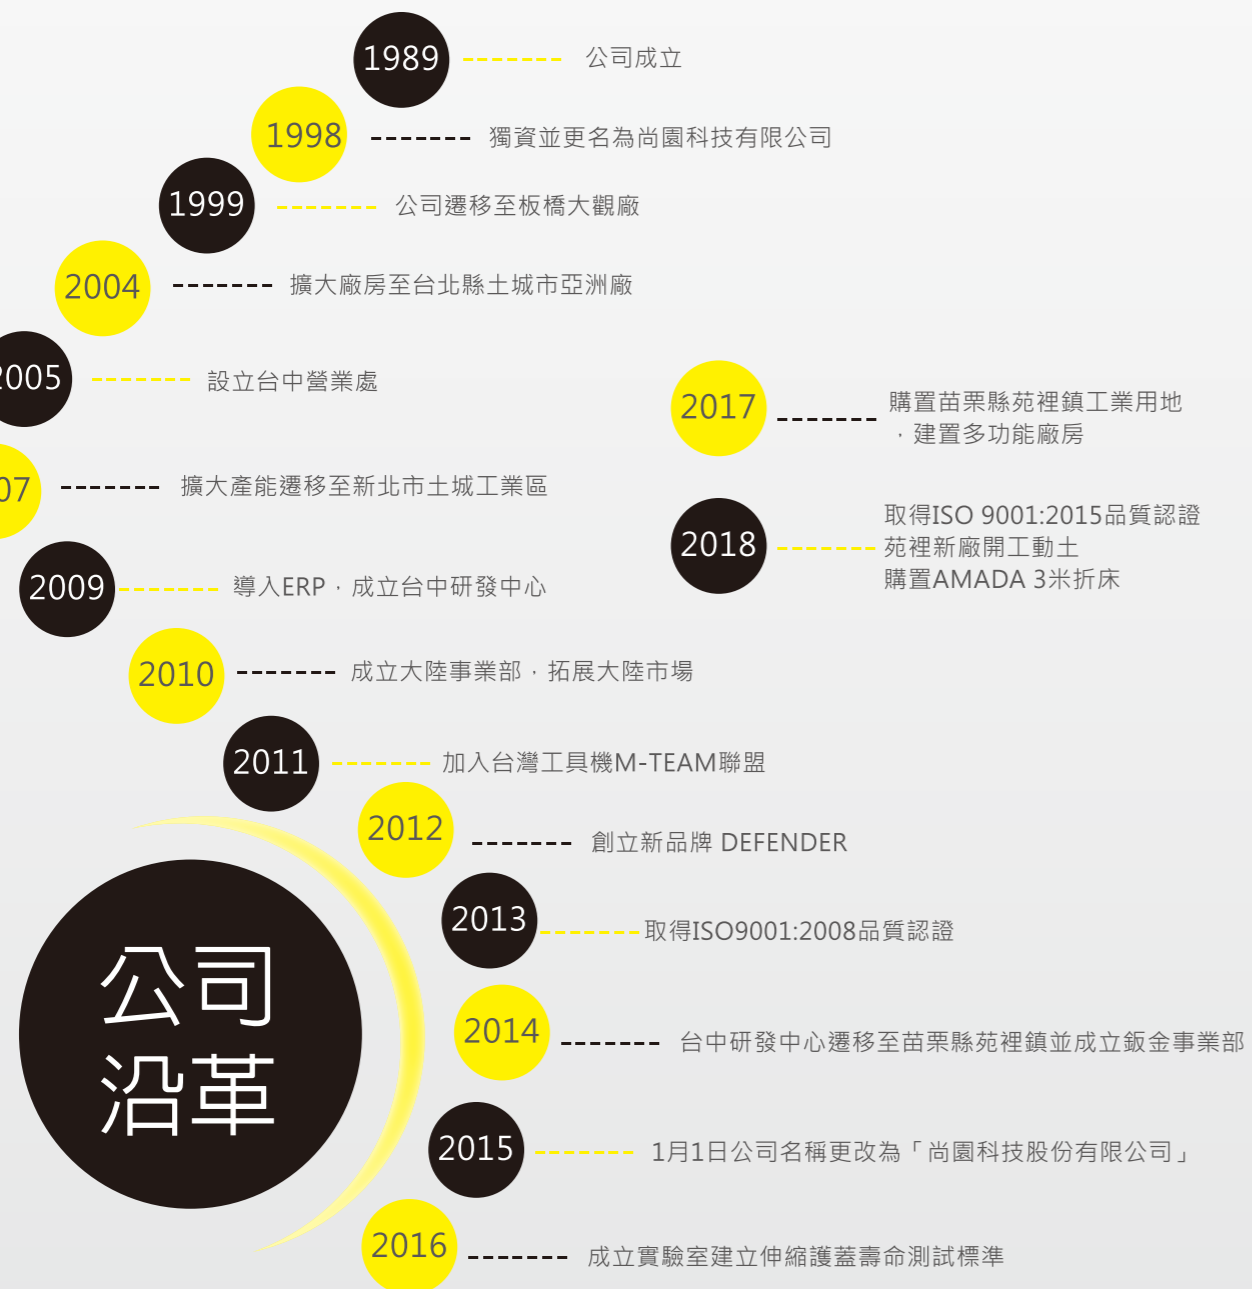 1989 公司成立
1998 獨資並更名為尚園科技有限公司
1999 公司遷移至板橋大觀廠
2004 擴大廠房至台北縣土城市亞洲廠
2005 設立台中營業處
07 擴大產能遷移至新北市土城工業區
2009 導入ERP，成立台中研發中心
2010 成立大陸事業部，拓展大陸市場
2011 加入台灣工具機M-TEAM聯盟
2012 創立新品牌 DEFENDER
2013 取得ISO9001:2008品質認證
2014 台中研發中心遷移至苗栗縣苑裡鎮並成立鈑金事業部
2015 1月1日公司名稱更改為「尚園科技股份有限公司」
2016 成立實驗室建立伸縮護蓋壽命測試標準
2017 購置苗栗縣苑裡鎮工業用地
，建置多功能廠房
2018 取得ISO 9001:2015品質認證
苑裡新廠開工動土
購置AMADA 3米折床
公司
沿革